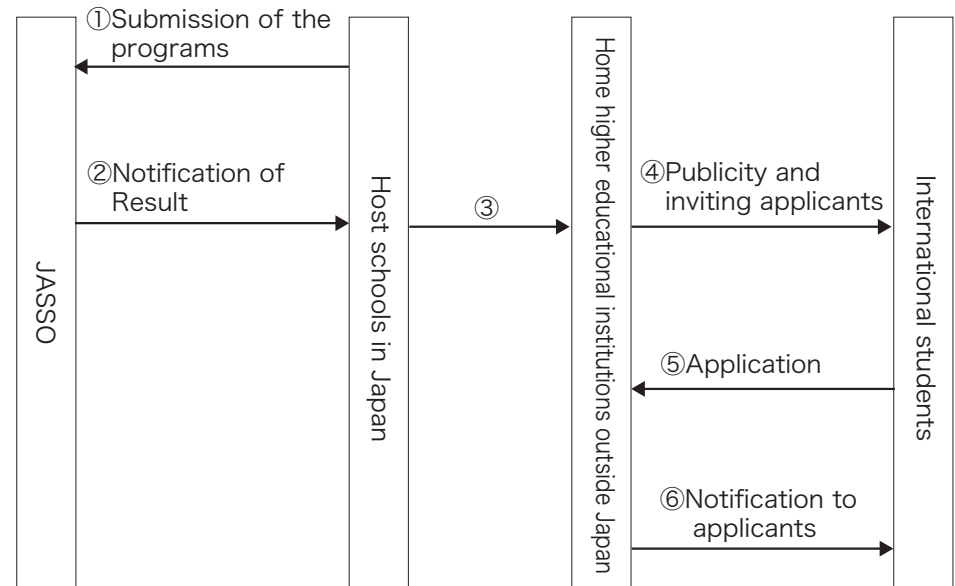 ①Submission of the
programs
②Notification of
Result
③
④Publicity and
inviting applicants
⑤Application
⑥Notification to
applicants
JASSO
Host schools in Japan
Home higher educational institutions outside Japan
International students